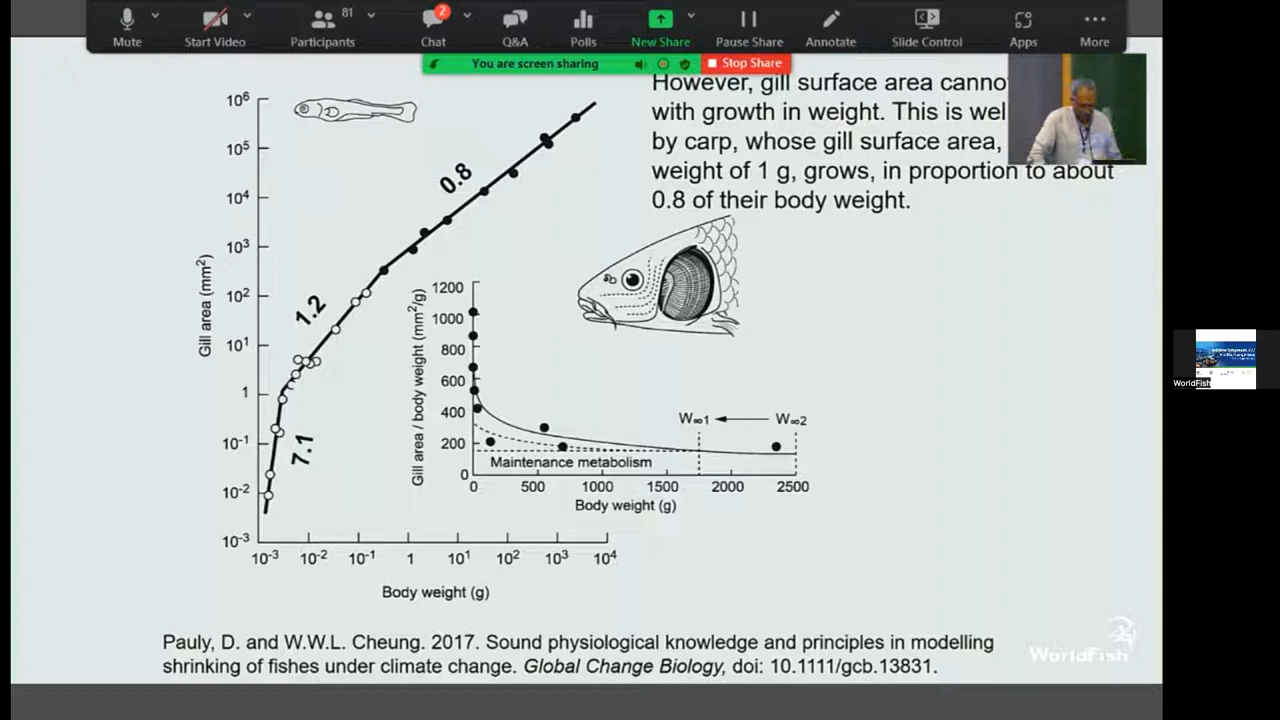 Mute
Start Video
Participants
81
Chat
2
Q&A
Polls
New Share
Pause Share
Annotate
Slide Control
Apps
More
You are screen sharing
Stop Share
However, gill surface area
with growth in weight. This is
by carp, whose gill surface area,
weight of 1 g, grows, in proportion to about
0.8 of their body weight.
10⁶
10⁵
10⁴
10³
10²
10¹
1
10⁻¹
10⁻²
10⁻³
Gill area (mm²)
0.8
1.2
7.1
10⁻³ 10⁻² 10⁻¹ 1 10¹ 10² 10³ 10⁴
Body weight (g)
1200
1000
800
600
400
200
0
Gill area / body weight (mm²/g)
W∞1 W∞2
Maintenance metabolism
0 500 1000 1500 2000 2500
Body weight (g)
Pauly, D. and W.W.L. Cheung. 2017. Sound physiological knowledge and principles in modelling
shrinking of fishes under climate change. Global Change Biology, doi: 10.1111/gcb.13831.
WorldFish
WorldFish